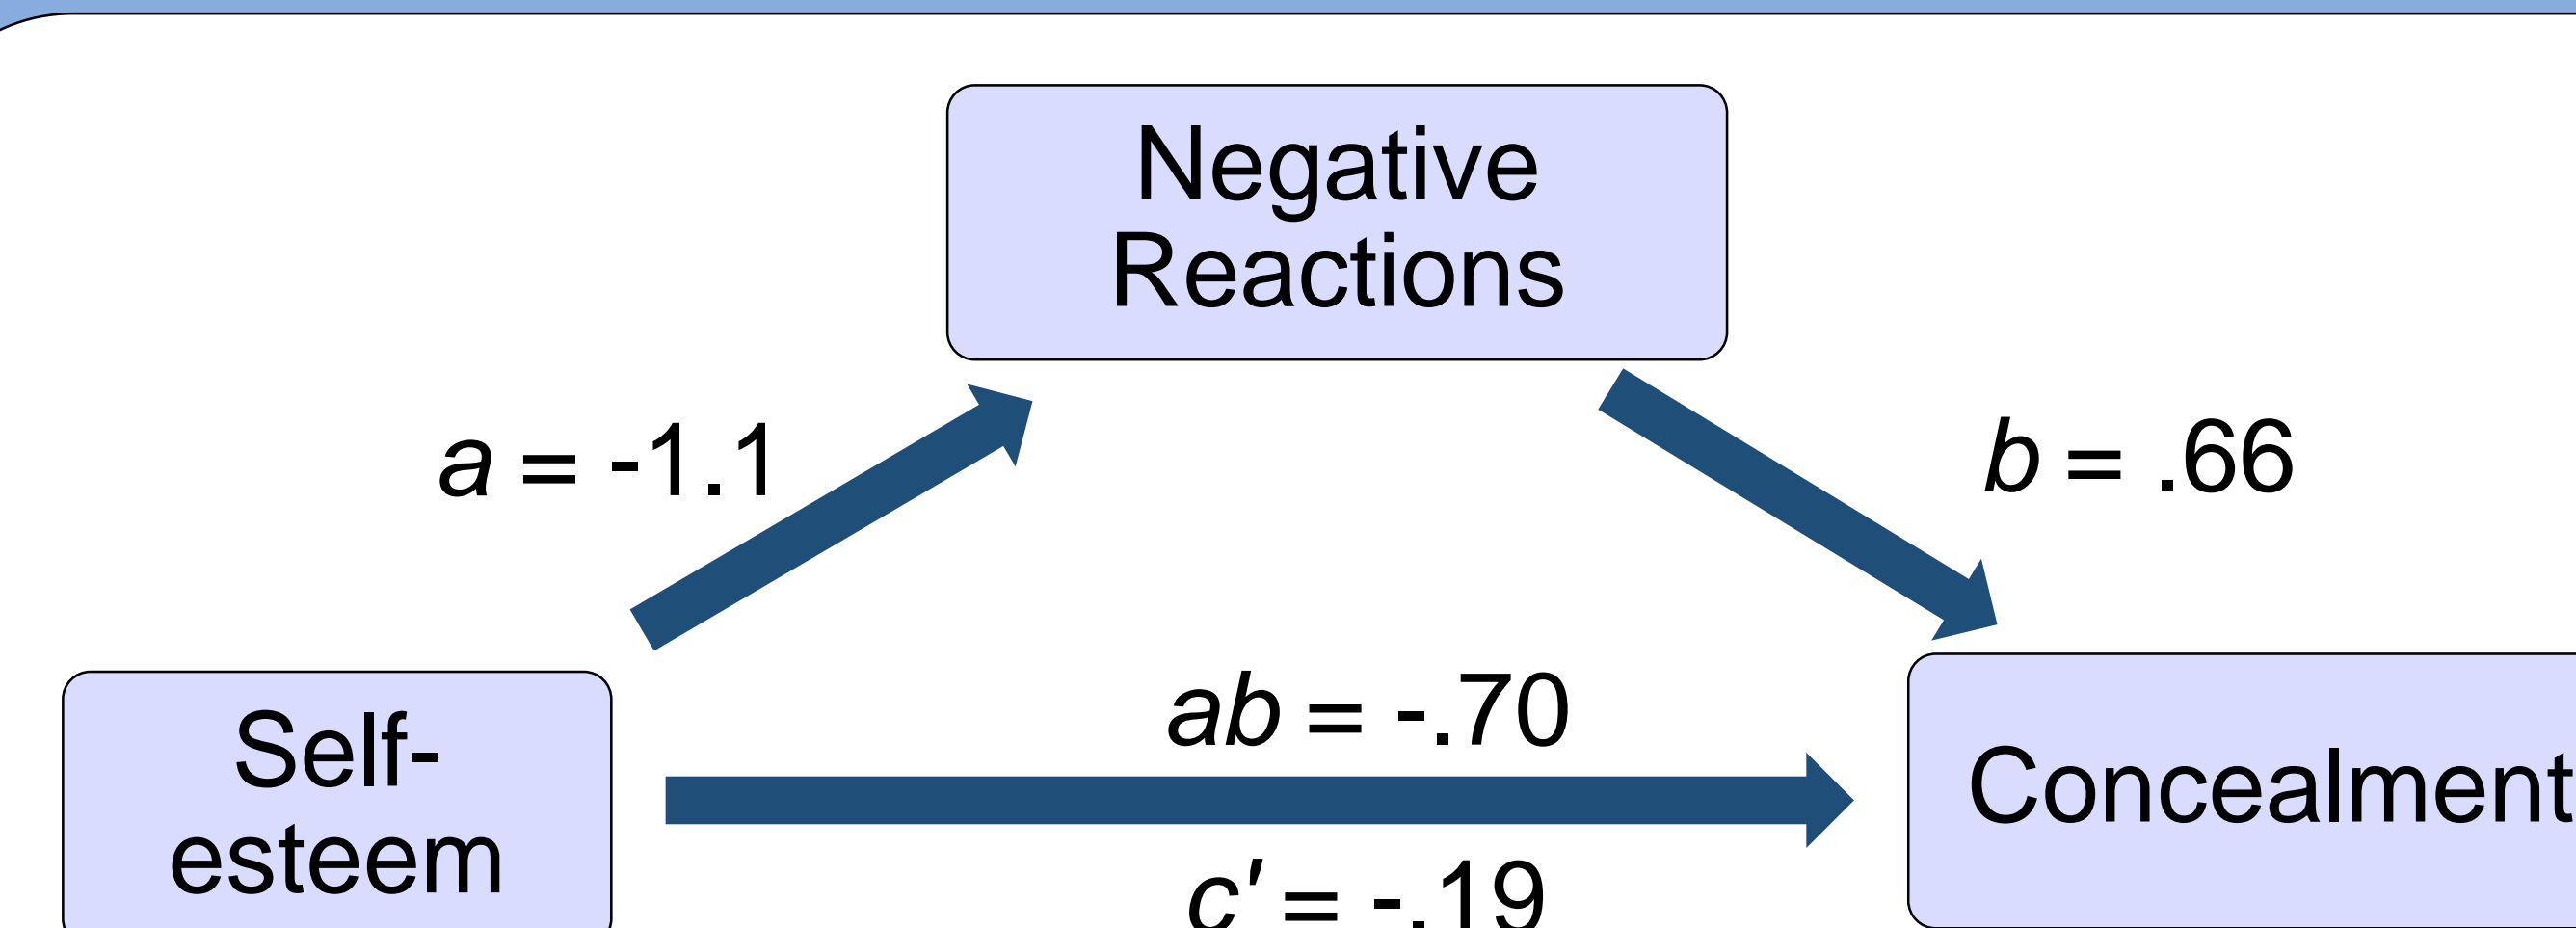 Negative
Reactions
a = -1.1
b = .66
Self-
esteem
ab = -.70
Concealment
c' = -.19